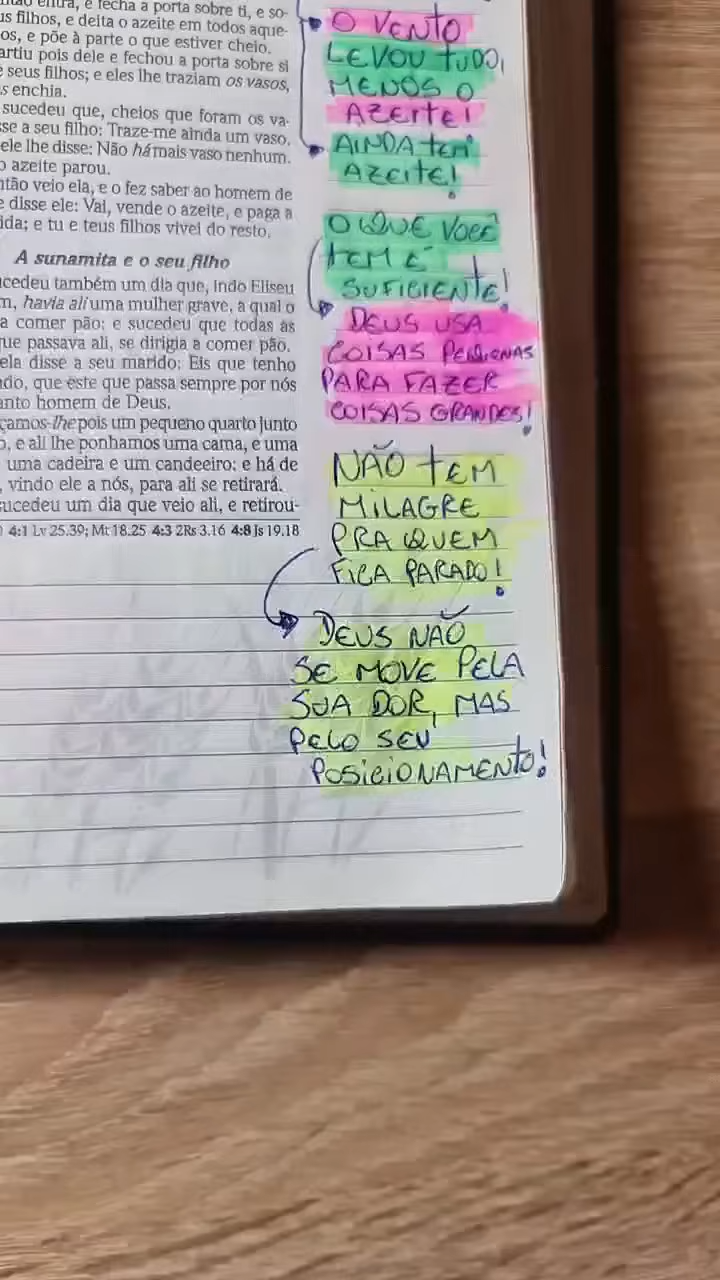 entra, e fecha a porta sobre ti, e so-
us filhos, e deita o azeite em todos aque-
os, e põe à parte o que estiver cheio.
artiu pois dele e fechou a porta sobre si
e seus filhos; e eles lhe traziam os vasos,
s enchia.
sucedeu que, cheios que foram os va-
sse a seu filho: Traze-me ainda um vaso.
ele lhe disse: Não há mais vaso nenhum.
o azeite parou.
ntão veio ela, e o fez saber ao homem de
e disse ele: Vai, vende o azeite, e paga a
ida; e tu e teus filhos vivei do resto.
A sunamita e o seu filho
ucedeu também um dia que, indo Eliseu
m, havia ali uma mulher grave, a qual o
a comer pão; e sucedeu que todas as
que passava ali, se dirigia a comer pão.
ela disse a seu marido: Eis que tenho
ado, que este que passa sempre por nós
anto homem de Deus.
çamos-lhe pois um pequeno quarto junto
o, e ali lhe ponhamos uma cama, e uma
uma cadeira e um candeeiro; e há de
, vindo ele a nós, para ali se retirará.
sucedeu um dia que veio ali, e retirou-
4:1 Lv 25.39; Mt 18.25 4:3 2Rs 3.16 4:8 Js 19.18
O VENTO
LEVOU TUDO,
MENOS O
AZEITE!
AINDA TEM
AZEITE!
O QUE VOCÊ
TEM É
SUFICIENTE!
DEUS USA
COISAS PEQUENAS
PARA FAZER
COISAS GRANDES!
NÃO TEM
MILAGRE
PRA QUEM
FICA PARADO!
DEUS NÃO
SE MOVE PELA
SUA DOR, MAS
PELO SEU
POSICIONAMENTO!